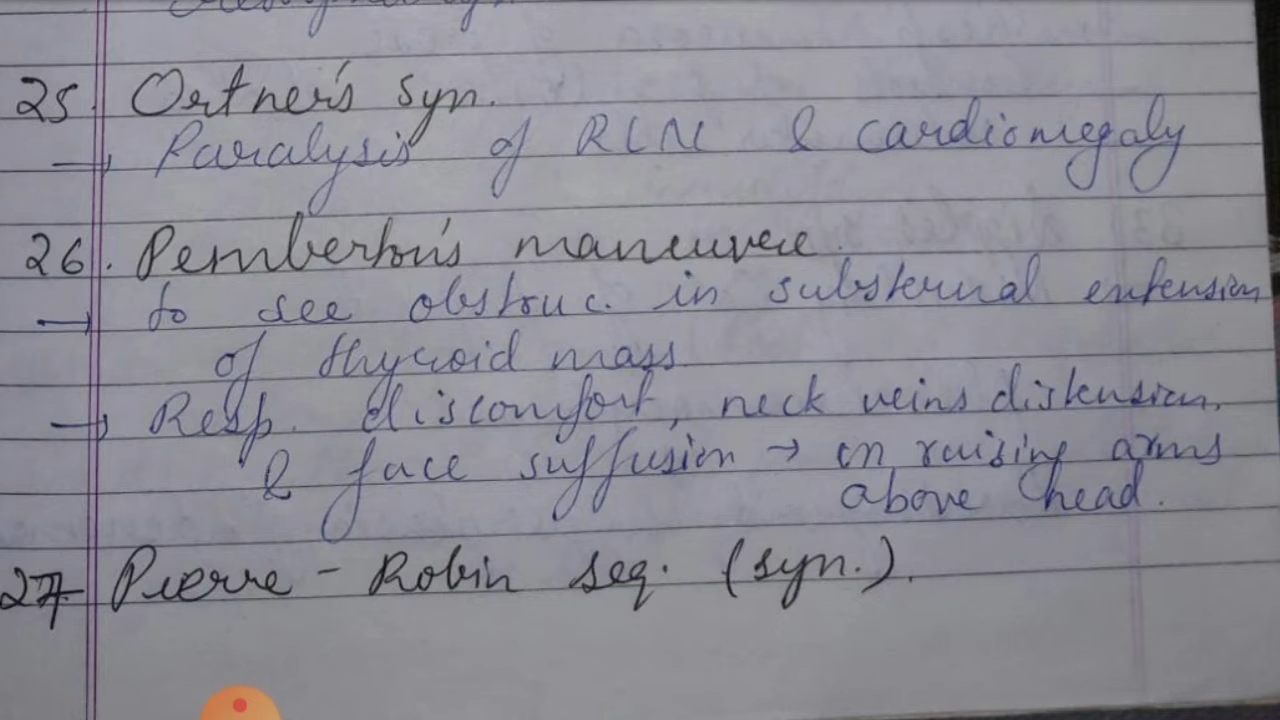 25. Ortner's syn.
→ Paralysis of RLN & cardiomegaly
26. Pemberton's maneuvere.
→ to see obstruc. in substernal extension
of thyroid mass
→ Resp. discomfort, neck veins distension,
& face suffusion → on raising arms
above head.
27. Pierre - Robin seq. (syn.).